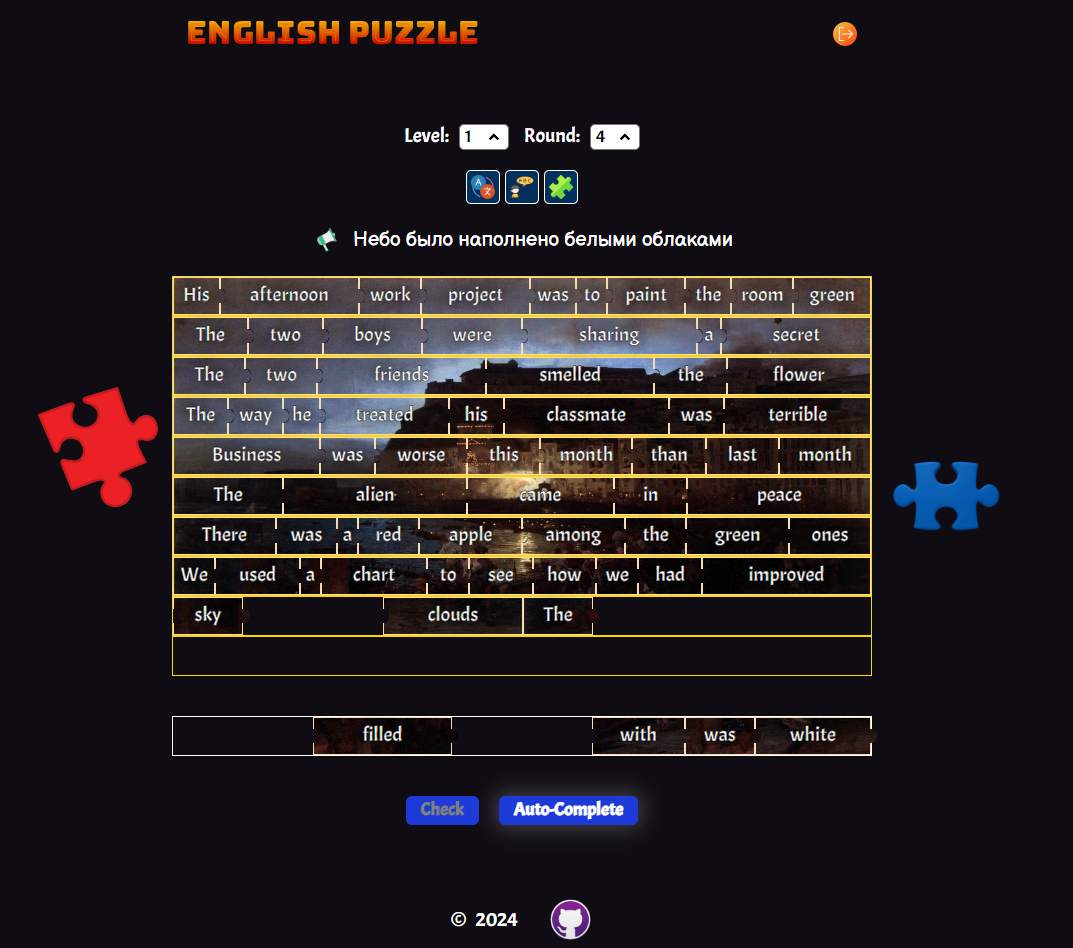 ENGLISH PUZZLE
Level: 1 Round: 4
Небо было наполнено белыми облаками
His afternoon work project was to paint the room green
The two boys were sharing a secret
The two friends smelled the flower
The way he treated his classmate was terrible
Business was worse this month than last month
The alien came in peace
There was a red apple among the green ones
We used a chart to see how we had improved
sky clouds The
filled with was white
Check Auto-Complete
© 2024